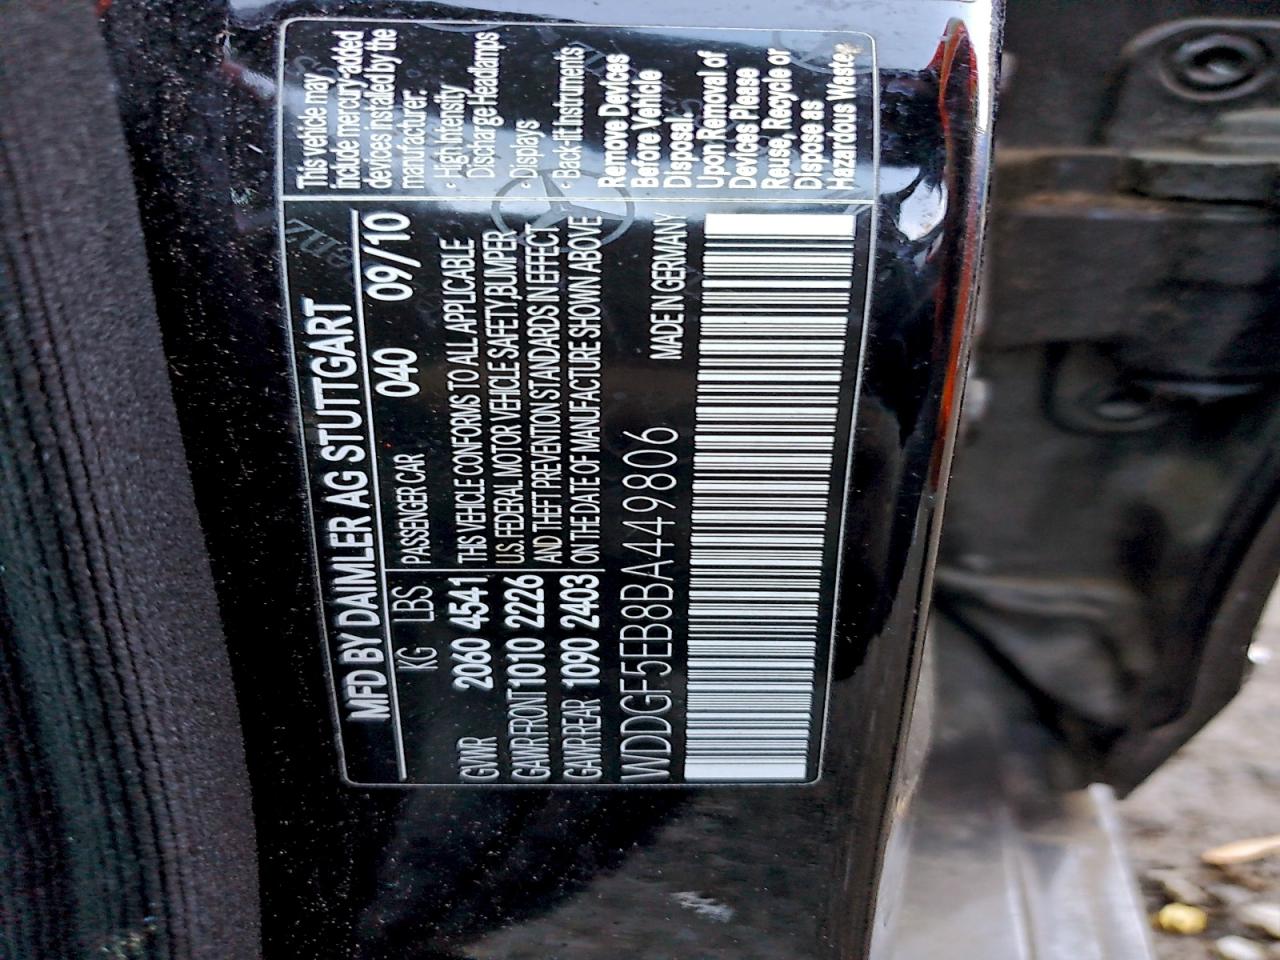 MFD BY DAIMLER AG STUTTGART
040 09/10
KG LBS PASSENGER CAR
GVWR 2060 4541
GAWR FRONT 1010 2226
GAWR REAR 1090 2403
THIS VEHICLE CONFORMS TO ALL APPLICABLE
U.S. FEDERAL MOTOR VEHICLE SAFETY, BUMPER
AND THEFT PREVENTION STANDARDS IN EFFECT
ON THE DATE OF MANUFACTURE SHOWN ABOVE
WDDGF5EB8BA449806
MADE IN GERMANY
This vehicle may
include mercury-added
devices installed by the
manufacturer:
· High Intensity
Discharge Headlamps
· Displays
· Back-lit Instruments
Remove Devices
Before Vehicle
Disposal.
Upon Removal of
Devices Please
Reuse, Recycle or
Dispose as
Hazardous Waste.